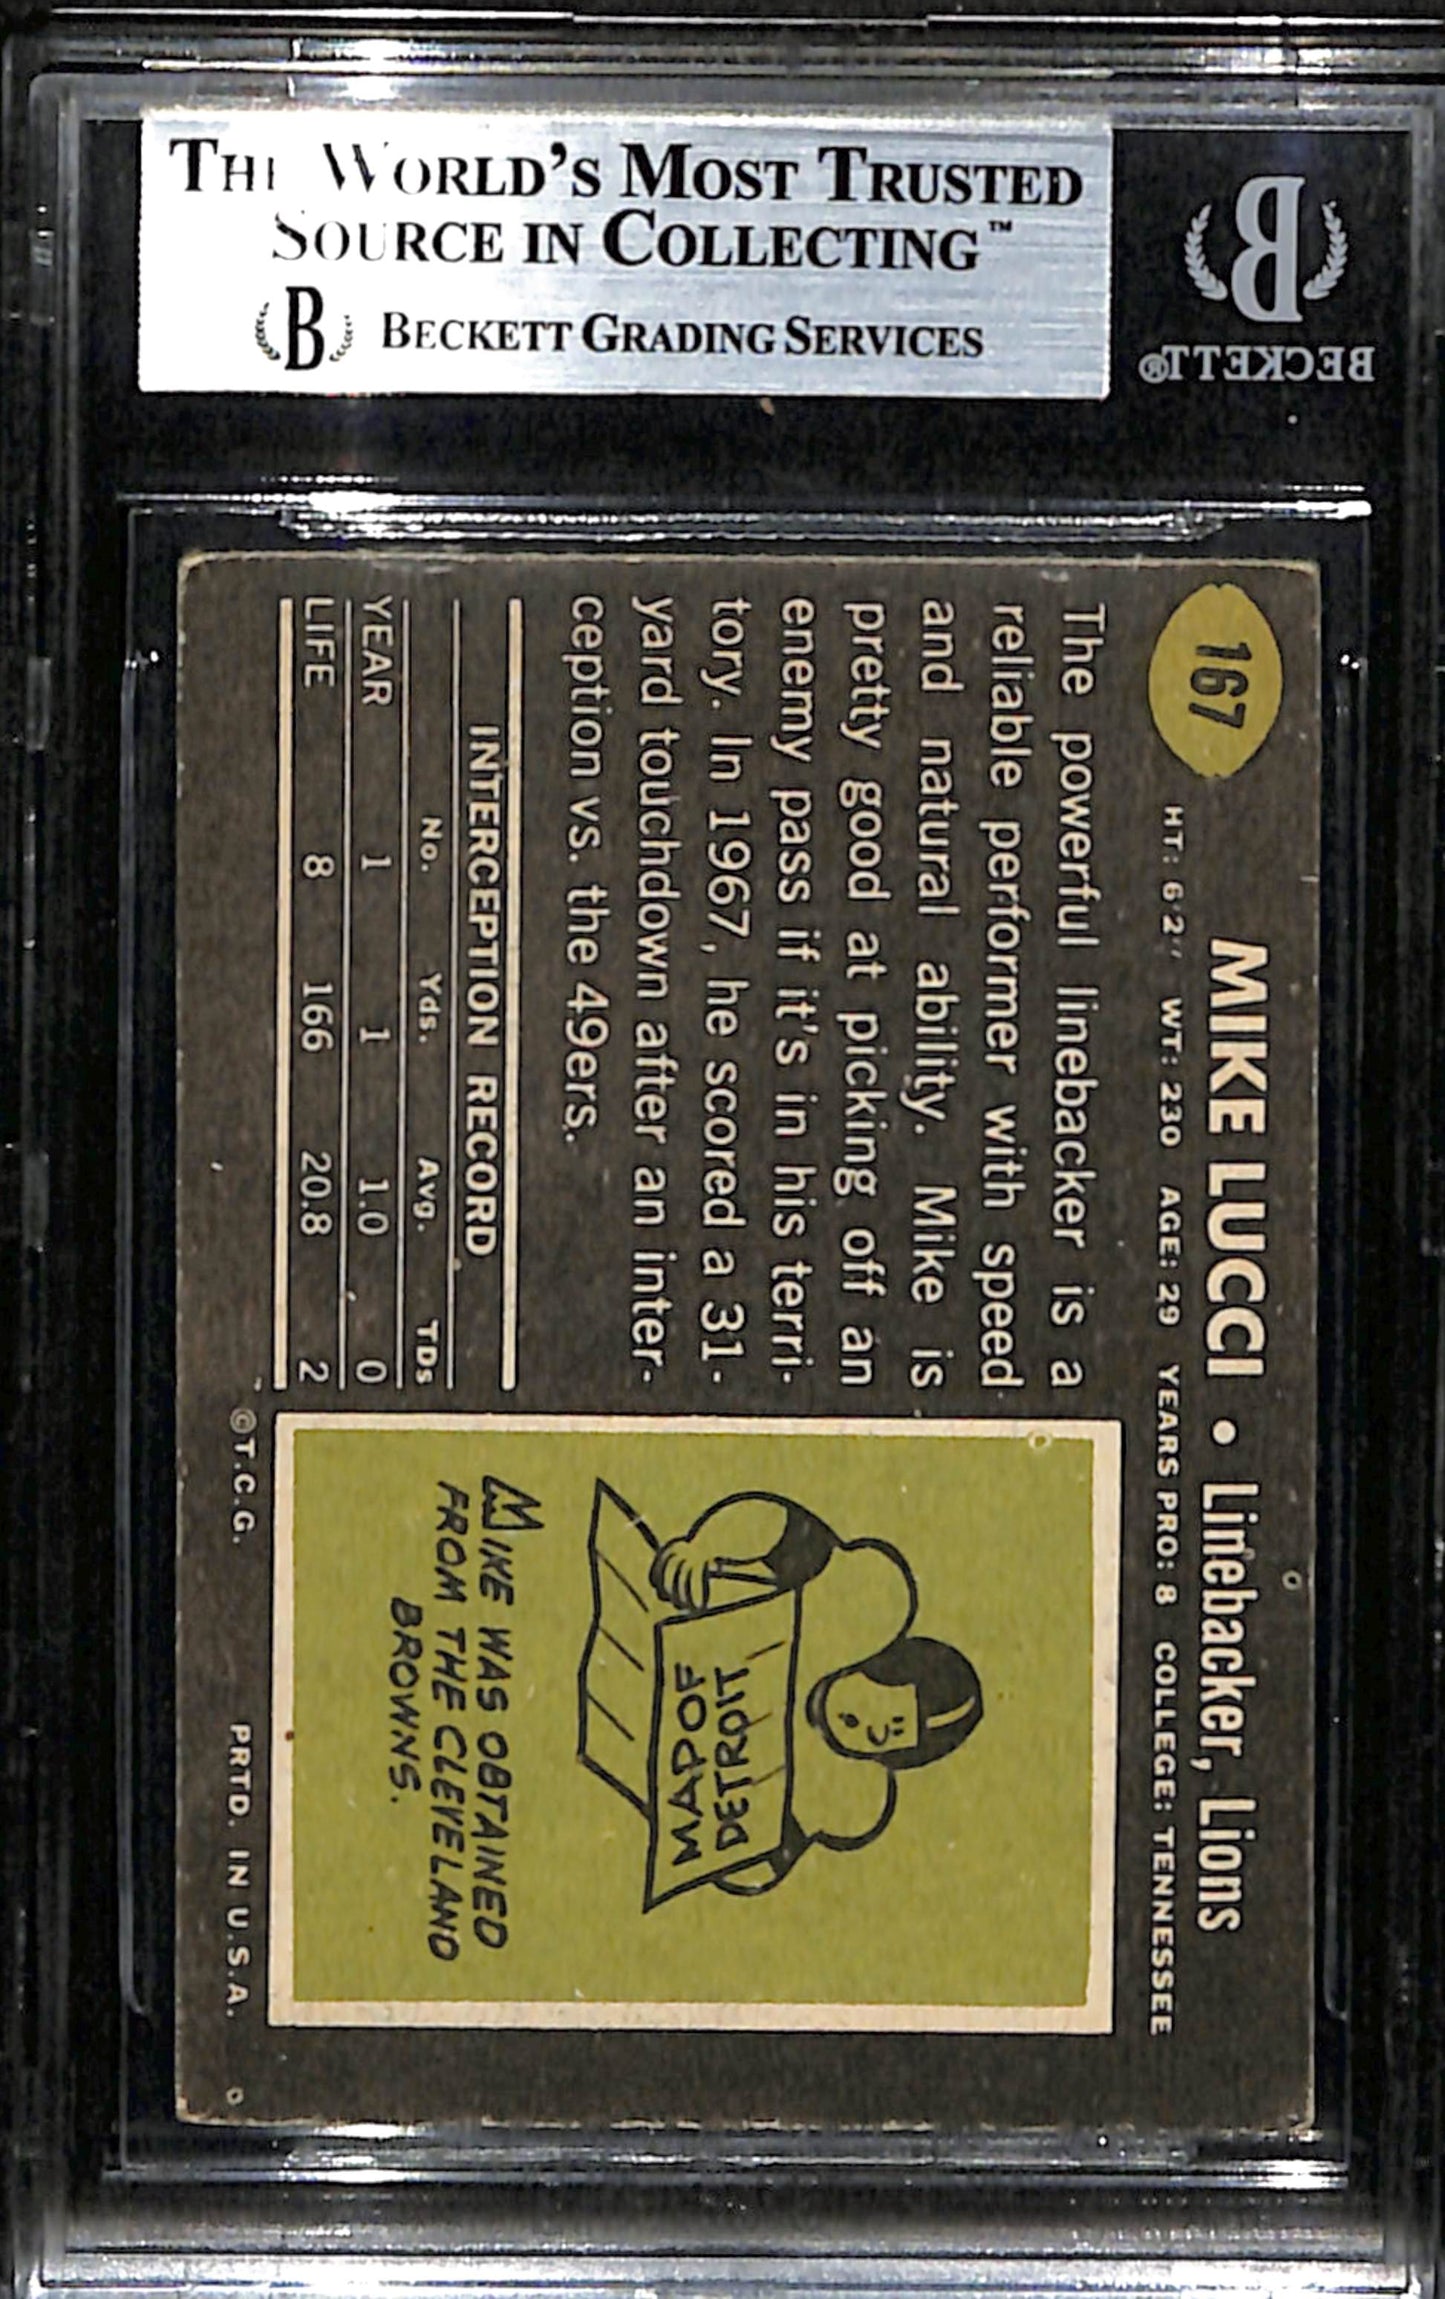 THE WORLD'S MOST TRUSTED
SOURCE IN COLLECTING™
B BECKETT GRADING SERVICES
B
BECKETT®
167
MIKE LUCCI • Linebacker, Lions
HT: 6'2" WT: 230 AGE: 29 YEARS PRO: 8 COLLEGE: TENNESSEE
The powerful linebacker is a
reliable performer with speed
and natural ability. Mike is
pretty good at picking off an
enemy pass if it's in his terri-
tory. In 1967, he scored a 31-
yard touchdown after an inter-
ception vs. the 49ers.
INTERCEPTION RECORD
No. Yds. Avg. TDs
YEAR 1 1 1.0 0
LIFE 8 166 20.8 2
MAP OF
DETROIT
MIKE WAS OBTAINED
FROM THE CLEVELAND
BROWNS.
©T.C.G. PRTD. IN U.S.A.